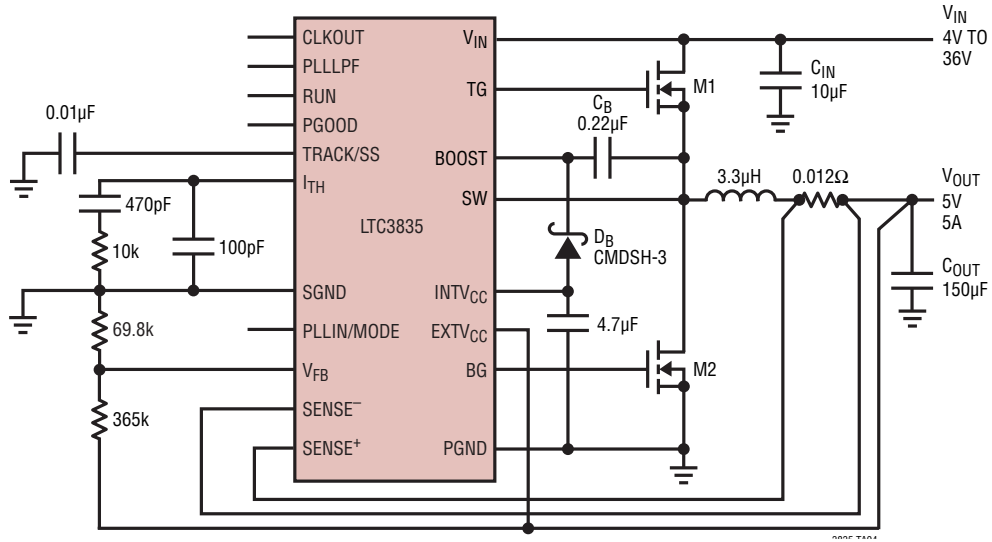 CLKOUT
PLLLPF
RUN
PGOOD
TRACK/SS
I_TH
SGND
PLLIN/MODE
V_FB
SENSE⁻
SENSE⁺
LTC3835
V_IN
TG
BOOST
SW
INTV_CC
EXTV_CC
BG
PGND
0.01µF
470pF
10k
100pF
69.8k
365k
C_B
0.22µF
D_B
CMDSH-3
4.7µF
M1
M2
3.3µH
0.012Ω
C_IN
10µF
V_IN
4V TO
36V
V_OUT
5V
5A
C_OUT
150µF
3835 TA04